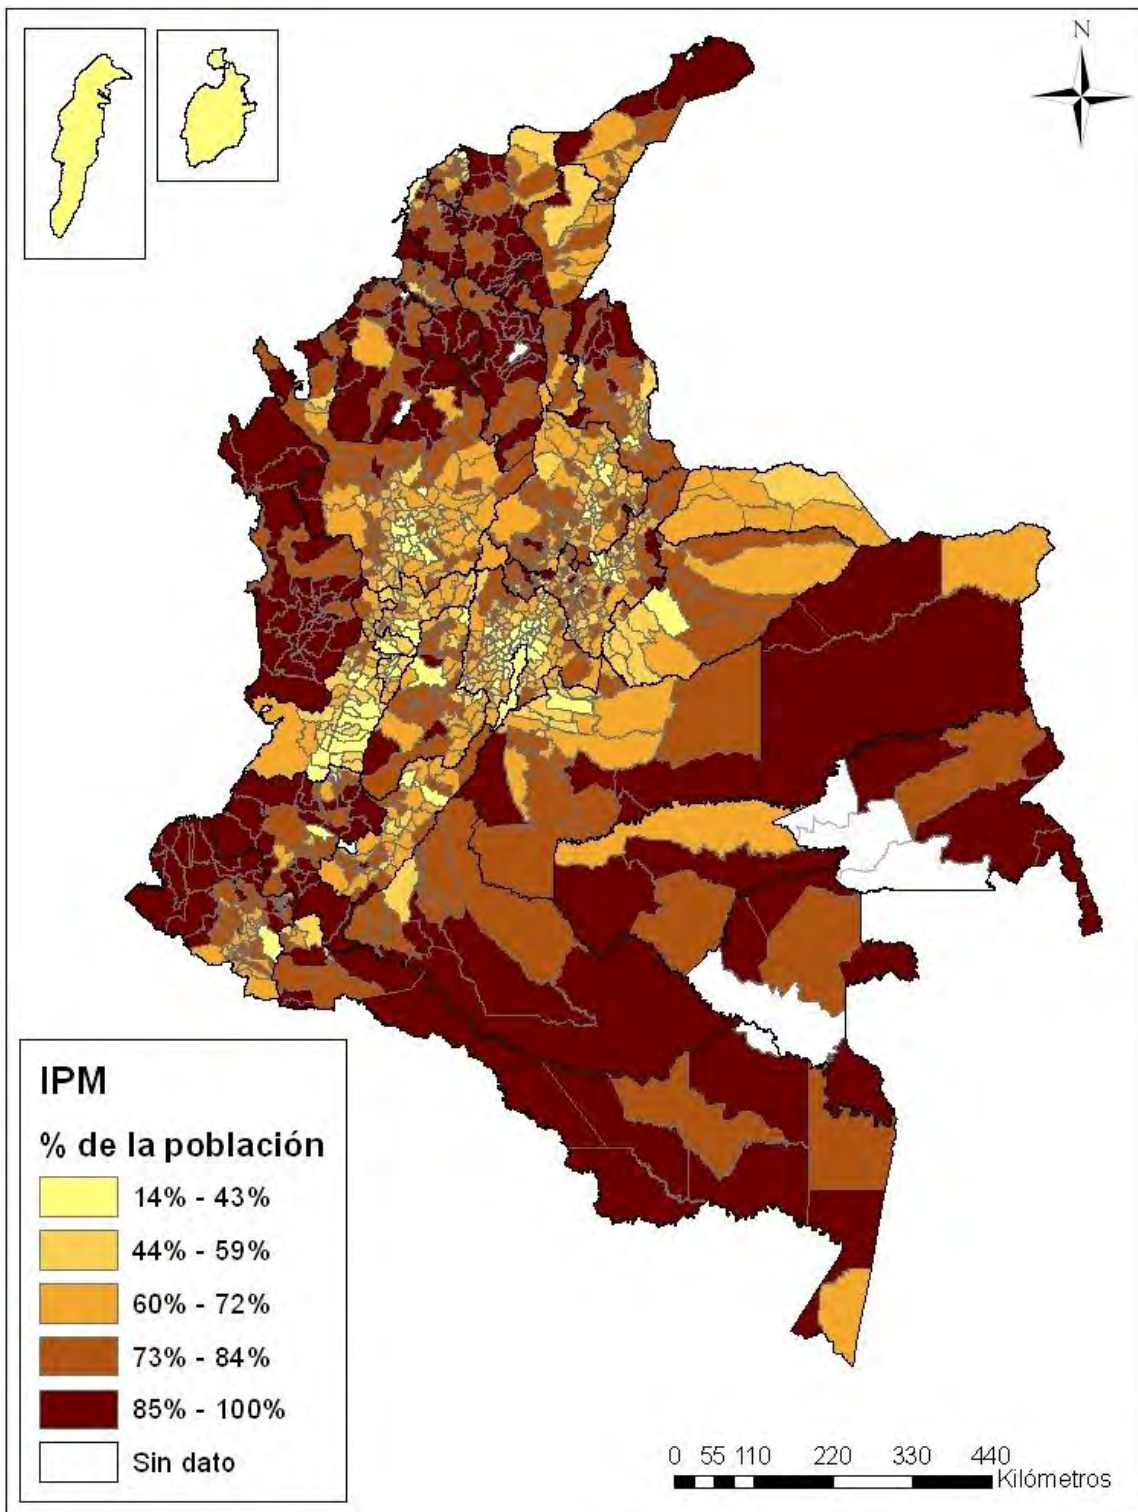 N
IPM
% de la población
14% - 43%
44% - 59%
60% - 72%
73% - 84%
85% - 100%
Sin dato
0 55 110 220 330 440
Kilómetros